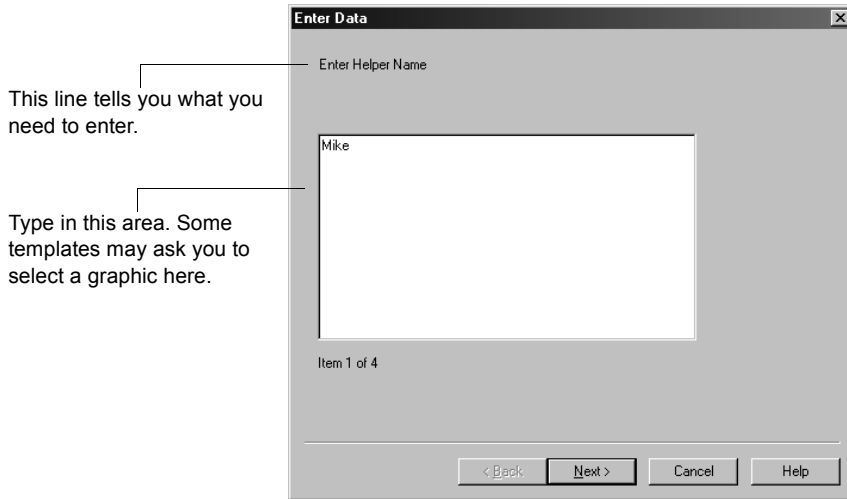 Enter Data
Enter Helper Name
This line tells you what you
need to enter.
Mike
Type in this area. Some
templates may ask you to
select a graphic here.
Item 1 of 4
< Back
Next >
Cancel
Help